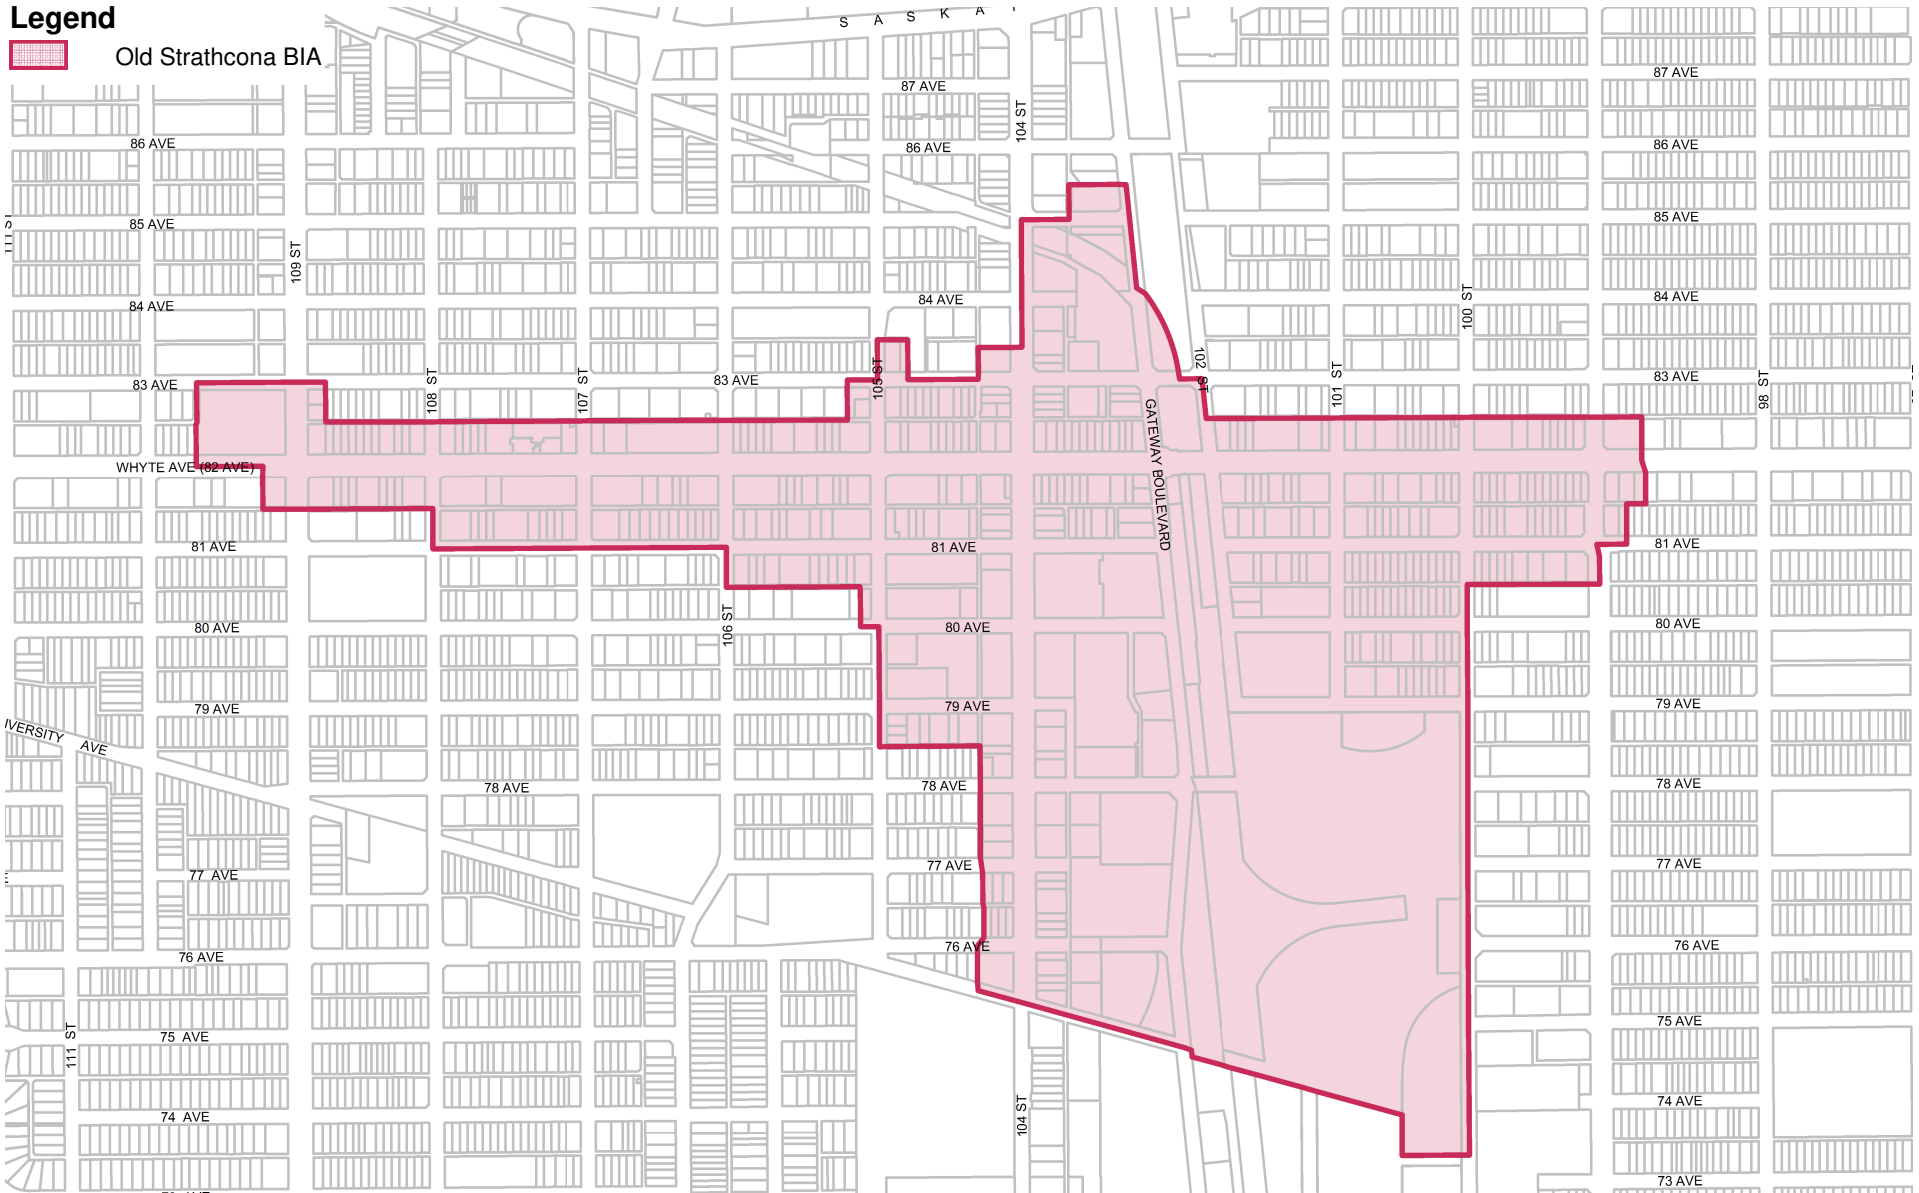 Legend
Old Strathcona BIA
S A S K A
87 AVE
87 AVE
104 ST
86 AVE
86 AVE
86 AVE
85 AVE
85 AVE
111 ST
109 ST
84 AVE
84 AVE
84 AVE
100 ST
83 AVE
108 ST
107 ST
83 AVE
105 ST
102 ST
101 ST
83 AVE
98 ST
GATEWAY BOULEVARD
WHYTE AVE (82 AVE)
81 AVE
81 AVE
81 AVE
80 AVE
106 ST
80 AVE
80 AVE
79 AVE
79 AVE
79 AVE
IVERSITY AVE
78 AVE
78 AVE
78 AVE
77 AVE
77 AVE
77 AVE
76 AVE
76 AVE
76 AVE
111 ST
75 AVE
75 AVE
104 ST
74 AVE
74 AVE
73 AVE